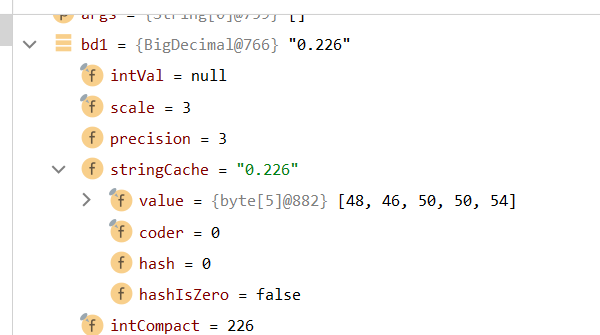 args = {String[0]@799} []
bd1 = {BigDecimal@766} "0.226"
f intVal = null
f scale = 3
f precision = 3
f stringCache = "0.226"
f value = {byte[5]@882} [48, 46, 50, 50, 54]
f coder = 0
f hash = 0
f hashIsZero = false
f intCompact = 226